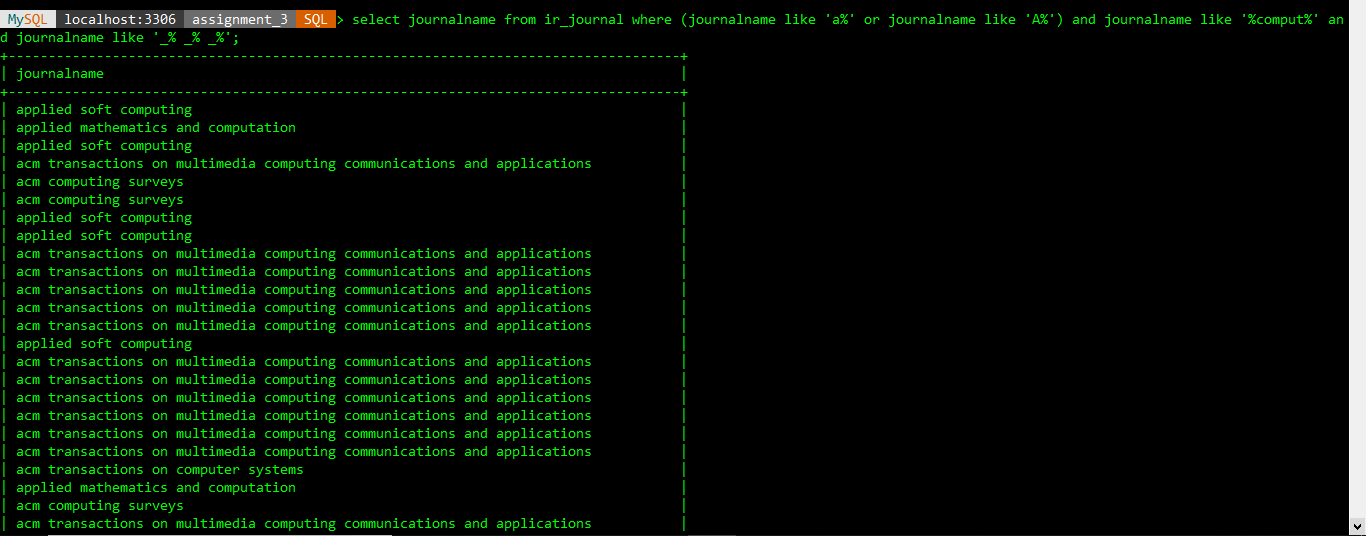 MySQL localhost:3306 assignment_3 SQL > select journalname from ir_journal where (journalname like 'a%' or journalname like 'A%') and journalname like '%comput%' an
d journalname like '_% _% _%';
+------------------------------------------------------------------------------------+
| journalname |
+------------------------------------------------------------------------------------+
| applied soft computing |
| applied mathematics and computation |
| applied soft computing |
| acm transactions on multimedia computing communications and applications |
| acm computing surveys |
| acm computing surveys |
| applied soft computing |
| applied soft computing |
| acm transactions on multimedia computing communications and applications |
| acm transactions on multimedia computing communications and applications |
| acm transactions on multimedia computing communications and applications |
| acm transactions on multimedia computing communications and applications |
| acm transactions on multimedia computing communications and applications |
| applied soft computing |
| acm transactions on multimedia computing communications and applications |
| acm transactions on multimedia computing communications and applications |
| acm transactions on multimedia computing communications and applications |
| acm transactions on multimedia computing communications and applications |
| acm transactions on multimedia computing communications and applications |
| acm transactions on multimedia computing communications and applications |
| acm transactions on computer systems |
| applied mathematics and computation |
| acm computing surveys |
| acm transactions on multimedia computing communications and applications |